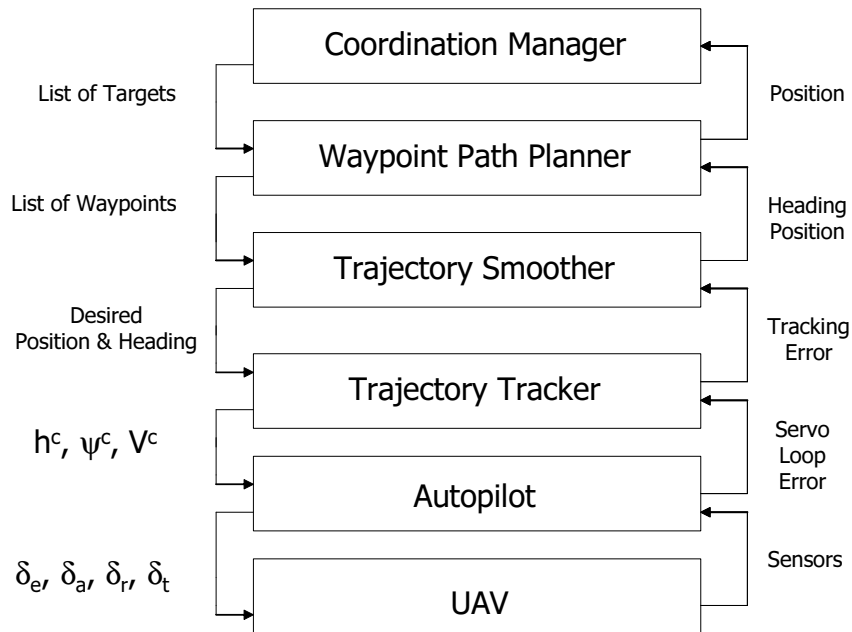 Coordination Manager
List of Targets
Position
Waypoint Path Planner
List of Waypoints
Heading
Position
Trajectory Smoother
Desired
Position & Heading
Tracking
Error
Trajectory Tracker
hᶜ, ψᶜ, Vᶜ
Servo
Loop
Error
Autopilot
δₑ, δₐ, δᵣ, δₜ
Sensors
UAV